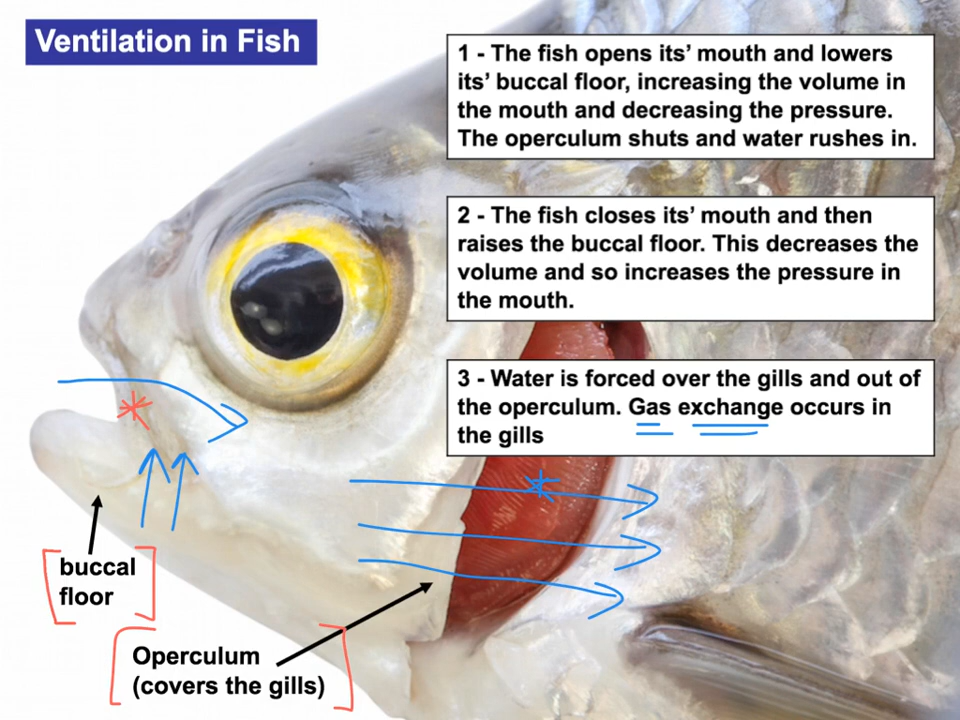 Ventilation in Fish
1 - The fish opens its’ mouth and lowers
its’ buccal floor, increasing the volume in
the mouth and decreasing the pressure.
The operculum shuts and water rushes in.
2 - The fish closes its’ mouth and then
raises the buccal floor. This decreases the
volume and so increases the pressure in
the mouth.
3 - Water is forced over the gills and out of
the operculum. Gas exchange occurs in
the gills
buccal
floor
Operculum
(covers the gills)